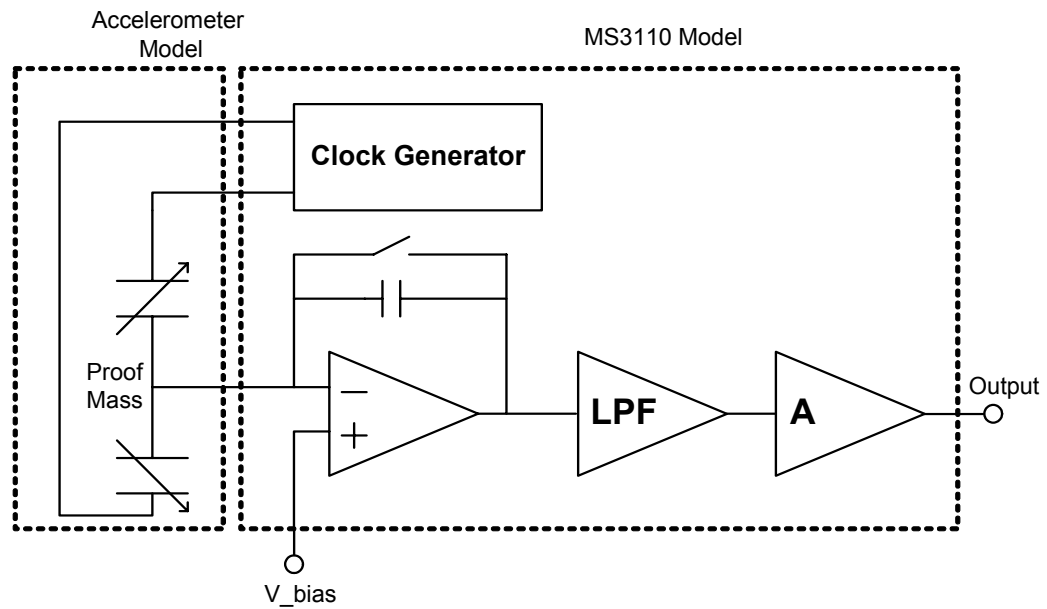 Accelerometer
Model
MS3110 Model
Clock Generator
Proof
Mass
−
+
LPF
A
Output
V_bias